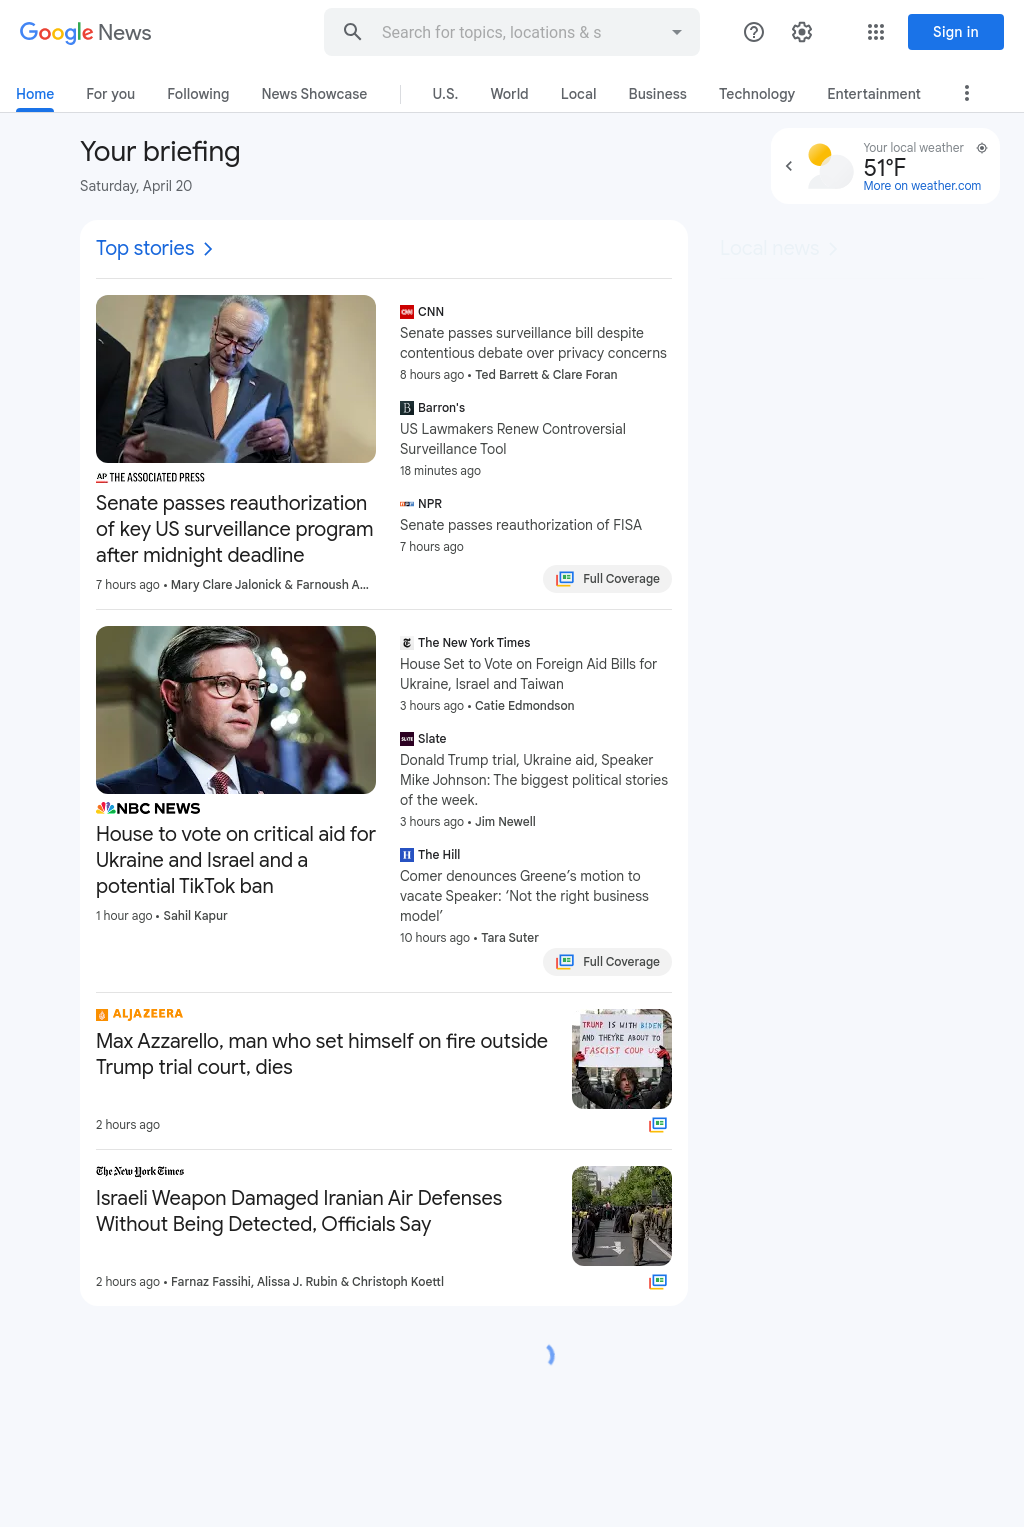 Google News
Search for topics, locations & s
Sign in
Home
For you
Following
News Showcase
U.S.
World
Local
Business
Technology
Entertainment
Your briefing
Saturday, April 20
Your local weather
51°F
More on weather.com
Top stories
Local news
AP THE ASSOCIATED PRESS
Senate passes reauthorization
of key US surveillance program
after midnight deadline
7 hours ago • Mary Clare Jalonick & Farnoush A...
CNN
CNN
Senate passes surveillance bill despite
contentious debate over privacy concerns
8 hours ago • Ted Barrett & Clare Foran
B
Barron's
US Lawmakers Renew Controversial
Surveillance Tool
18 minutes ago
NPR
Senate passes reauthorization of FISA
7 hours ago
Full Coverage
NBC NEWS
House to vote on critical aid for
Ukraine and Israel and a
potential TikTok ban
1 hour ago • Sahil Kapur
The New York Times
House Set to Vote on Foreign Aid Bills for
Ukraine, Israel and Taiwan
3 hours ago • Catie Edmondson
SLATE
Slate
Donald Trump trial, Ukraine aid, Speaker
Mike Johnson: The biggest political stories
of the week.
3 hours ago • Jim Newell
H
The Hill
Comer denounces Greene’s motion to
vacate Speaker: ‘Not the right business
model’
10 hours ago • Tara Suter
Full Coverage
ALJAZEERA
Max Azzarello, man who set himself on fire outside
Trump trial court, dies
2 hours ago
TRUMP IS WITH BIDEN
AND THEY'RE ABOUT TO
FASCIST COUP US
The New York Times
Israeli Weapon Damaged Iranian Air Defenses
Without Being Detected, Officials Say
2 hours ago • Farnaz Fassihi, Alissa J. Rubin & Christoph Koettl